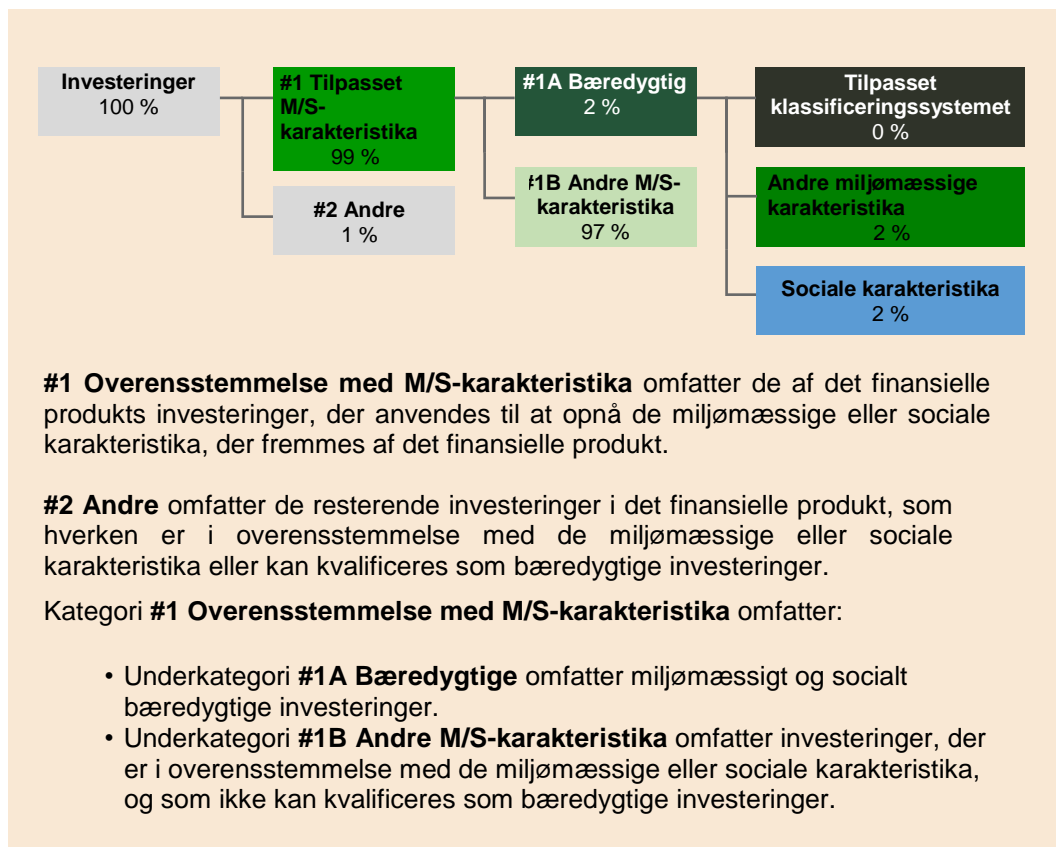 Investeringer
100 %
#1 Tilpasset
M/S-
karakteristika
99 %
#2 Andre
1 %
#1A Bæredygtig
2 %
#1B Andre M/S-
karakteristika
97 %
Tilpasset
klassificeringssystemet
0 %
Andre miljømæssige
karakteristika
2 %
Sociale karakteristika
2 %
#1 Overensstemmelse med M/S-karakteristika omfatter de af det finansielle
produkts investeringer, der anvendes til at opnå de miljømæssige eller sociale
karakteristika, der fremmes af det finansielle produkt.
#2 Andre omfatter de resterende investeringer i det finansielle produkt, som
hverken er i overensstemmelse med de miljømæssige eller sociale
karakteristika eller kan kvalificeres som bæredygtige investeringer.
Kategori #1 Overensstemmelse med M/S-karakteristika omfatter:
• Underkategori #1A Bæredygtige omfatter miljømæssigt og socialt
bæredygtige investeringer.
• Underkategori #1B Andre M/S-karakteristika omfatter investeringer, der
er i overensstemmelse med de miljømæssige eller sociale karakteristika,
og som ikke kan kvalificeres som bæredygtige investeringer.